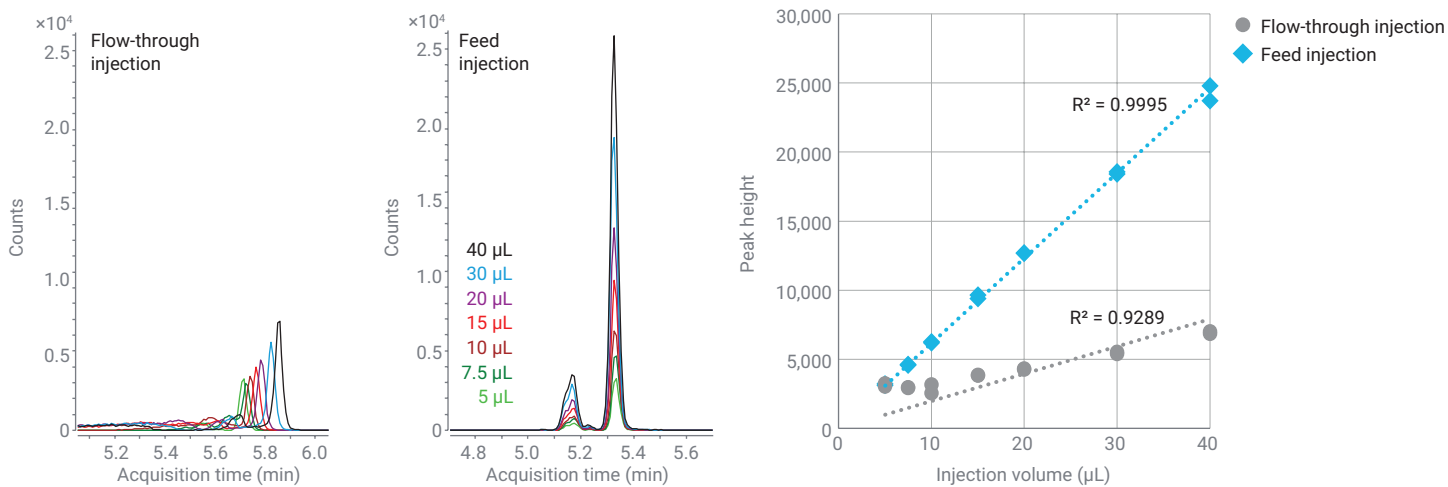 ×10⁴
2.5
2.0
1.5
1.0
0.5
0
Counts
Flow-through
injection
5.2 5.4 5.6 5.8 6.0
Acquisition time (min)
×10⁴
2.5
2.0
1.5
1.0
0.5
0
Counts
Feed
injection
40 µL
30 µL
20 µL
15 µL
10 µL
7.5 µL
5 µL
4.8 5.0 5.2 5.4 5.6
Acquisition time (min)
30,000
25,000
20,000
15,000
10,000
5,000
0
Peak height
R² = 0.9995
R² = 0.9289
0 10 20 30 40
Injection volume (µL)
Flow-through injection
Feed injection